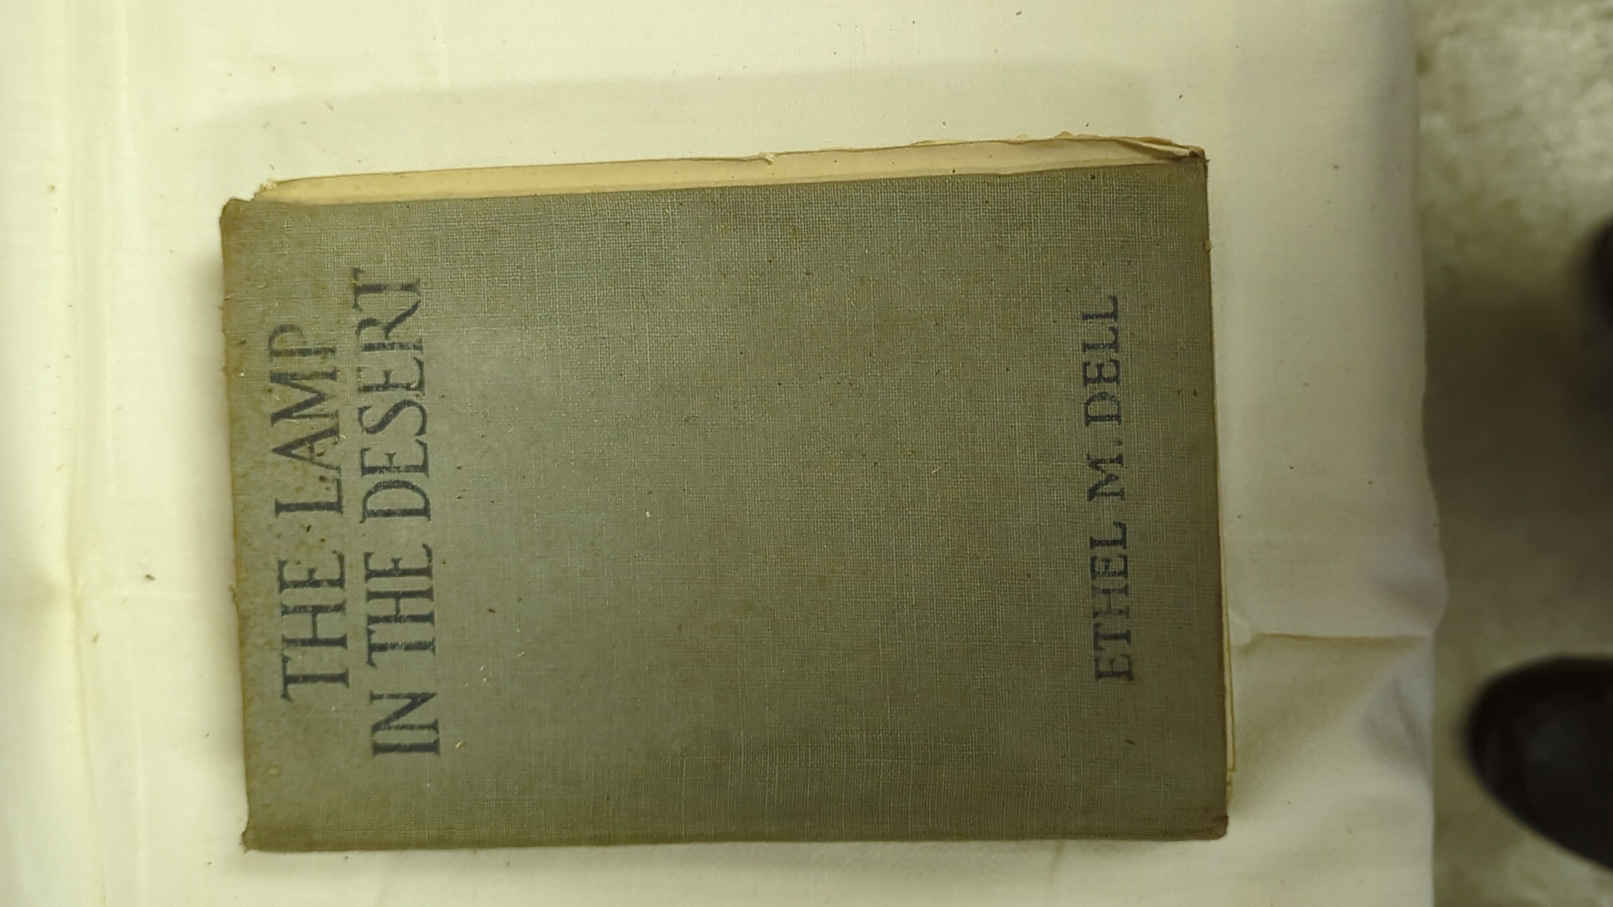 THE LAMP
IN THE DESERT
ETHEL M. DELL